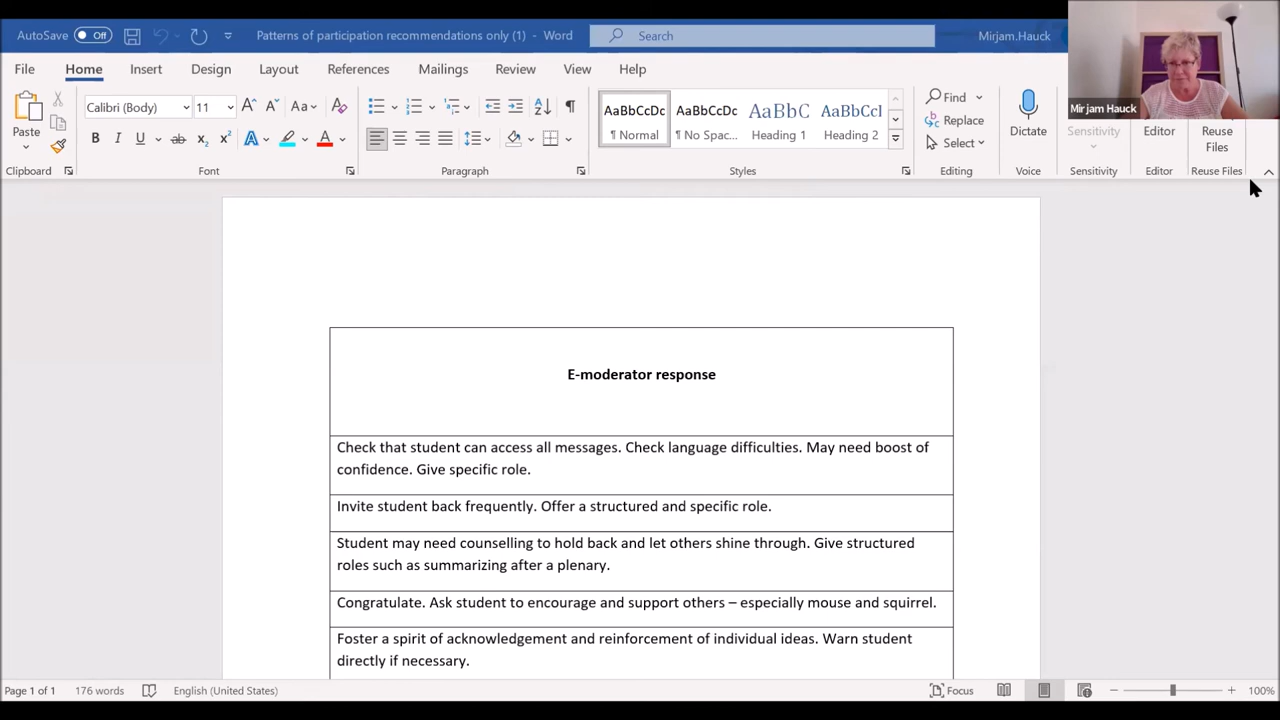 AutoSave Off Patterns of participation recommendations only (1) - Word Search Mirjam.Hauck
File Home Insert Design Layout References Mailings Review View Help
Mirjam Hauck
Paste
Calibri (Body) 11 A A Aa A
B I U ab x2 x2 A A
AaBbCcDc AaBbCcDc AaBbC AaBbCcI
¶ Normal ¶ No Spac... Heading 1 Heading 2
Find
Replace
Select
Dictate
Sensitivity
Editor
Reuse
Files
Clipboard Font Paragraph Styles Editing Voice Sensitivity Editor Reuse Files
E-moderator response
Check that student can access all messages. Check language difficulties. May need boost of
confidence. Give specific role.
Invite student back frequently. Offer a structured and specific role.
Student may need counselling to hold back and let others shine through. Give structured
roles such as summarizing after a plenary.
Congratulate. Ask student to encourage and support others – especially mouse and squirrel.
Foster a spirit of acknowledgement and reinforcement of individual ideas. Warn student
directly if necessary.
Page 1 of 1 176 words English (United States) Focus 100%